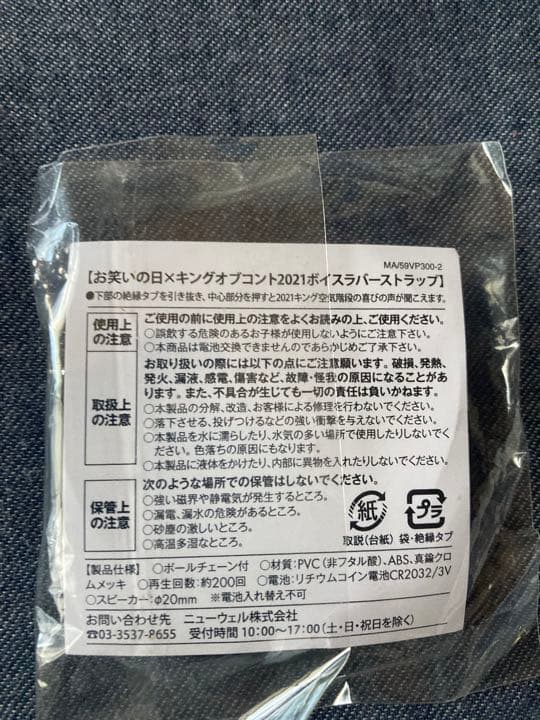 MA/59VP300-2
【お笑いの日×キングオブコント2021ボイスラバーストラップ】
●下部の絶縁タブを引き抜き、中心部分を押すと2021キング空気階段の喜びの声が聞こえます。
使用上の注意
ご使用の前に使用上の注意をよくお読みの上、ご使用ください。
○誤飲する危険のあるお子様が使用しないようにご注意下さい。
○本商品は電池交換できませんのであらかじめご了承下さい。
取扱上の注意
お取り扱いの際には以下の点にご注意願います。破損、発熱、
発火、漏液、感電、傷害など、故障・怪我の原因になることがあ
ります。また、不具合が生じても一切の責任は負いかねます。
○本製品の分解、改造、お客様による修理を行わないでください。
○落下させる、投げつけるなどの強い衝撃を与えないでください。
○本製品を水に濡らしたり、水気の多い場所で使用したりしないでく
ださい。色落ちの原因にもなります。
○本製品に液体をかけたり、内部に異物を入れたりしないでください。
保管上の注意
次のような場所での保管はしないでください。
○強い磁界や静電気が発生するところ。
○漏電、漏水の危険があるところ。
○砂塵の激しいところ。
○高温多湿なところ。
紙
取説(台紙)
プラ
袋・絶縁タブ
【製品仕様】 ○ボールチェーン付 ○材質:PVC(非フタル酸)、ABS、真鍮クロ
ムメッキ ○再生回数:約200回 ○電池:リチウムコイン電池CR2032/3V
○スピーカー:φ20mm ※電池入れ替え不可
お問い合わせ先 ニューウェル株式会社
☎03-3537-8655 受付時間 10:00〜17:00(土・日・祝日を除く)